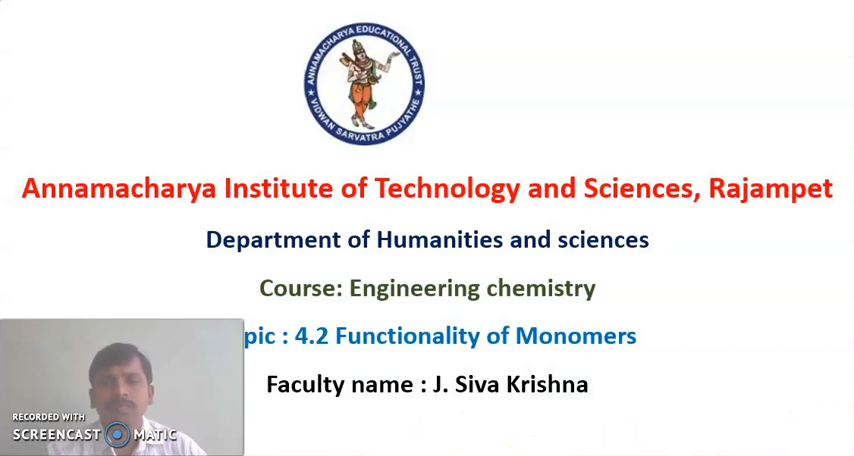 ANNAMACHARYA EDUCATIONAL TRUST
VIDWAN SARVATRA PUJYATHE
Annamacharya Institute of Technology and Sciences, Rajampet
Department of Humanities and sciences
Course: Engineering chemistry
pic : 4.2 Functionality of Monomers
Faculty name : J. Siva Krishna
RECORDED WITH
SCREENCAST MATIC